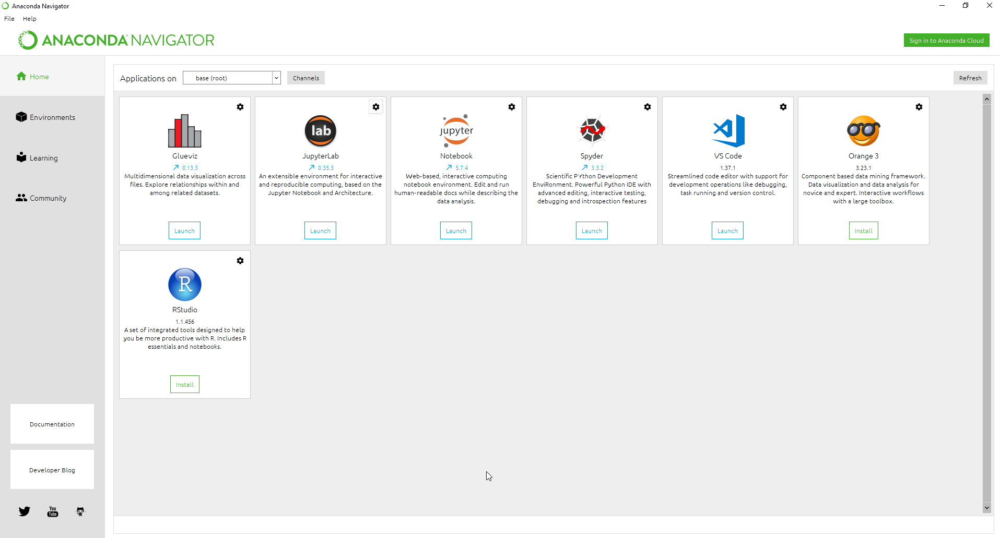 Anaconda Navigator
File Help
ANACONDA NAVIGATOR
Sign in to Anaconda Cloud
Home
Environments
Learning
Community
Documentation
Developer Blog
You
Tube
Applications on base (root) Channels Refresh
Glueviz
0.13.3
Multidimensional data visualization across
files. Explore relationships within and
among related datasets.
Launch
lab
JupyterLab
0.35.3
An extensible environment for interactive
and reproducible computing, based on the
Jupyter Notebook and Architecture.
Launch
jupyter
Notebook
5.7.4
Web-based, interactive computing
notebook environment. Edit and run
human-readable docs while describing the
data analysis.
Launch
Spyder
3.3.2
Scientific PYthon Development
EnviRonment. Powerful Python IDE with
advanced editing, interactive testing,
debugging and introspection features
Launch
VS Code
1.37.1
Streamlined code editor with support for
development operations like debugging,
task running and version control.
Launch
Orange 3
3.23.1
Component based data mining framework.
Data visualization and data analysis for
novice and expert. Interactive workflows
with a large toolbox.
Install
R
RStudio
1.1.456
A set of integrated tools designed to help
you be more productive with R. Includes R
essentials and notebooks.
Install